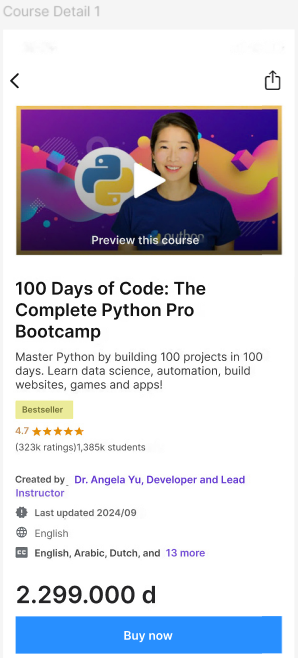 Course Detail 1
python
Preview this course
100 Days of Code: The
Complete Python Pro
Bootcamp
Master Python by building 100 projects in 100
days. Learn data science, automation, build
websites, games and apps!
Bestseller
4.7
(323k ratings)1,385k students
Created by Dr. Angela Yu, Developer and Lead
Instructor
Last updated 2024/09
English
CC English, Arabic, Dutch, and 13 more
2.299.000 d
Buy now